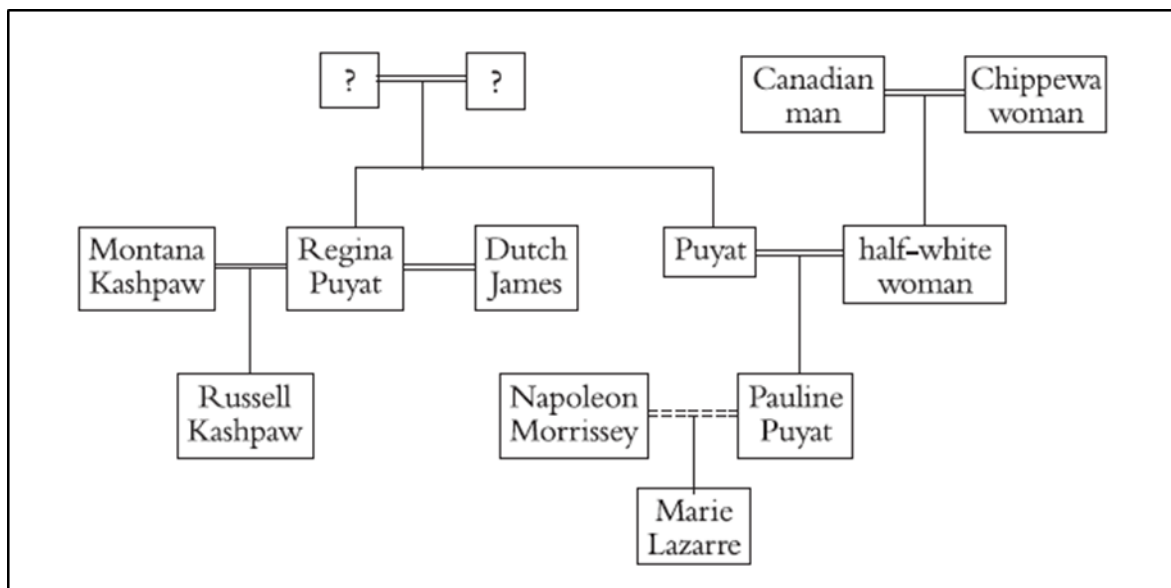 ?
?
Canadian
man
Chippewa
woman
Montana
Kashpaw
Regina
Puyat
Dutch
James
Puyat
half-white
woman
Russell
Kashpaw
Napoleon
Morrissey
Pauline
Puyat
Marie
Lazarre